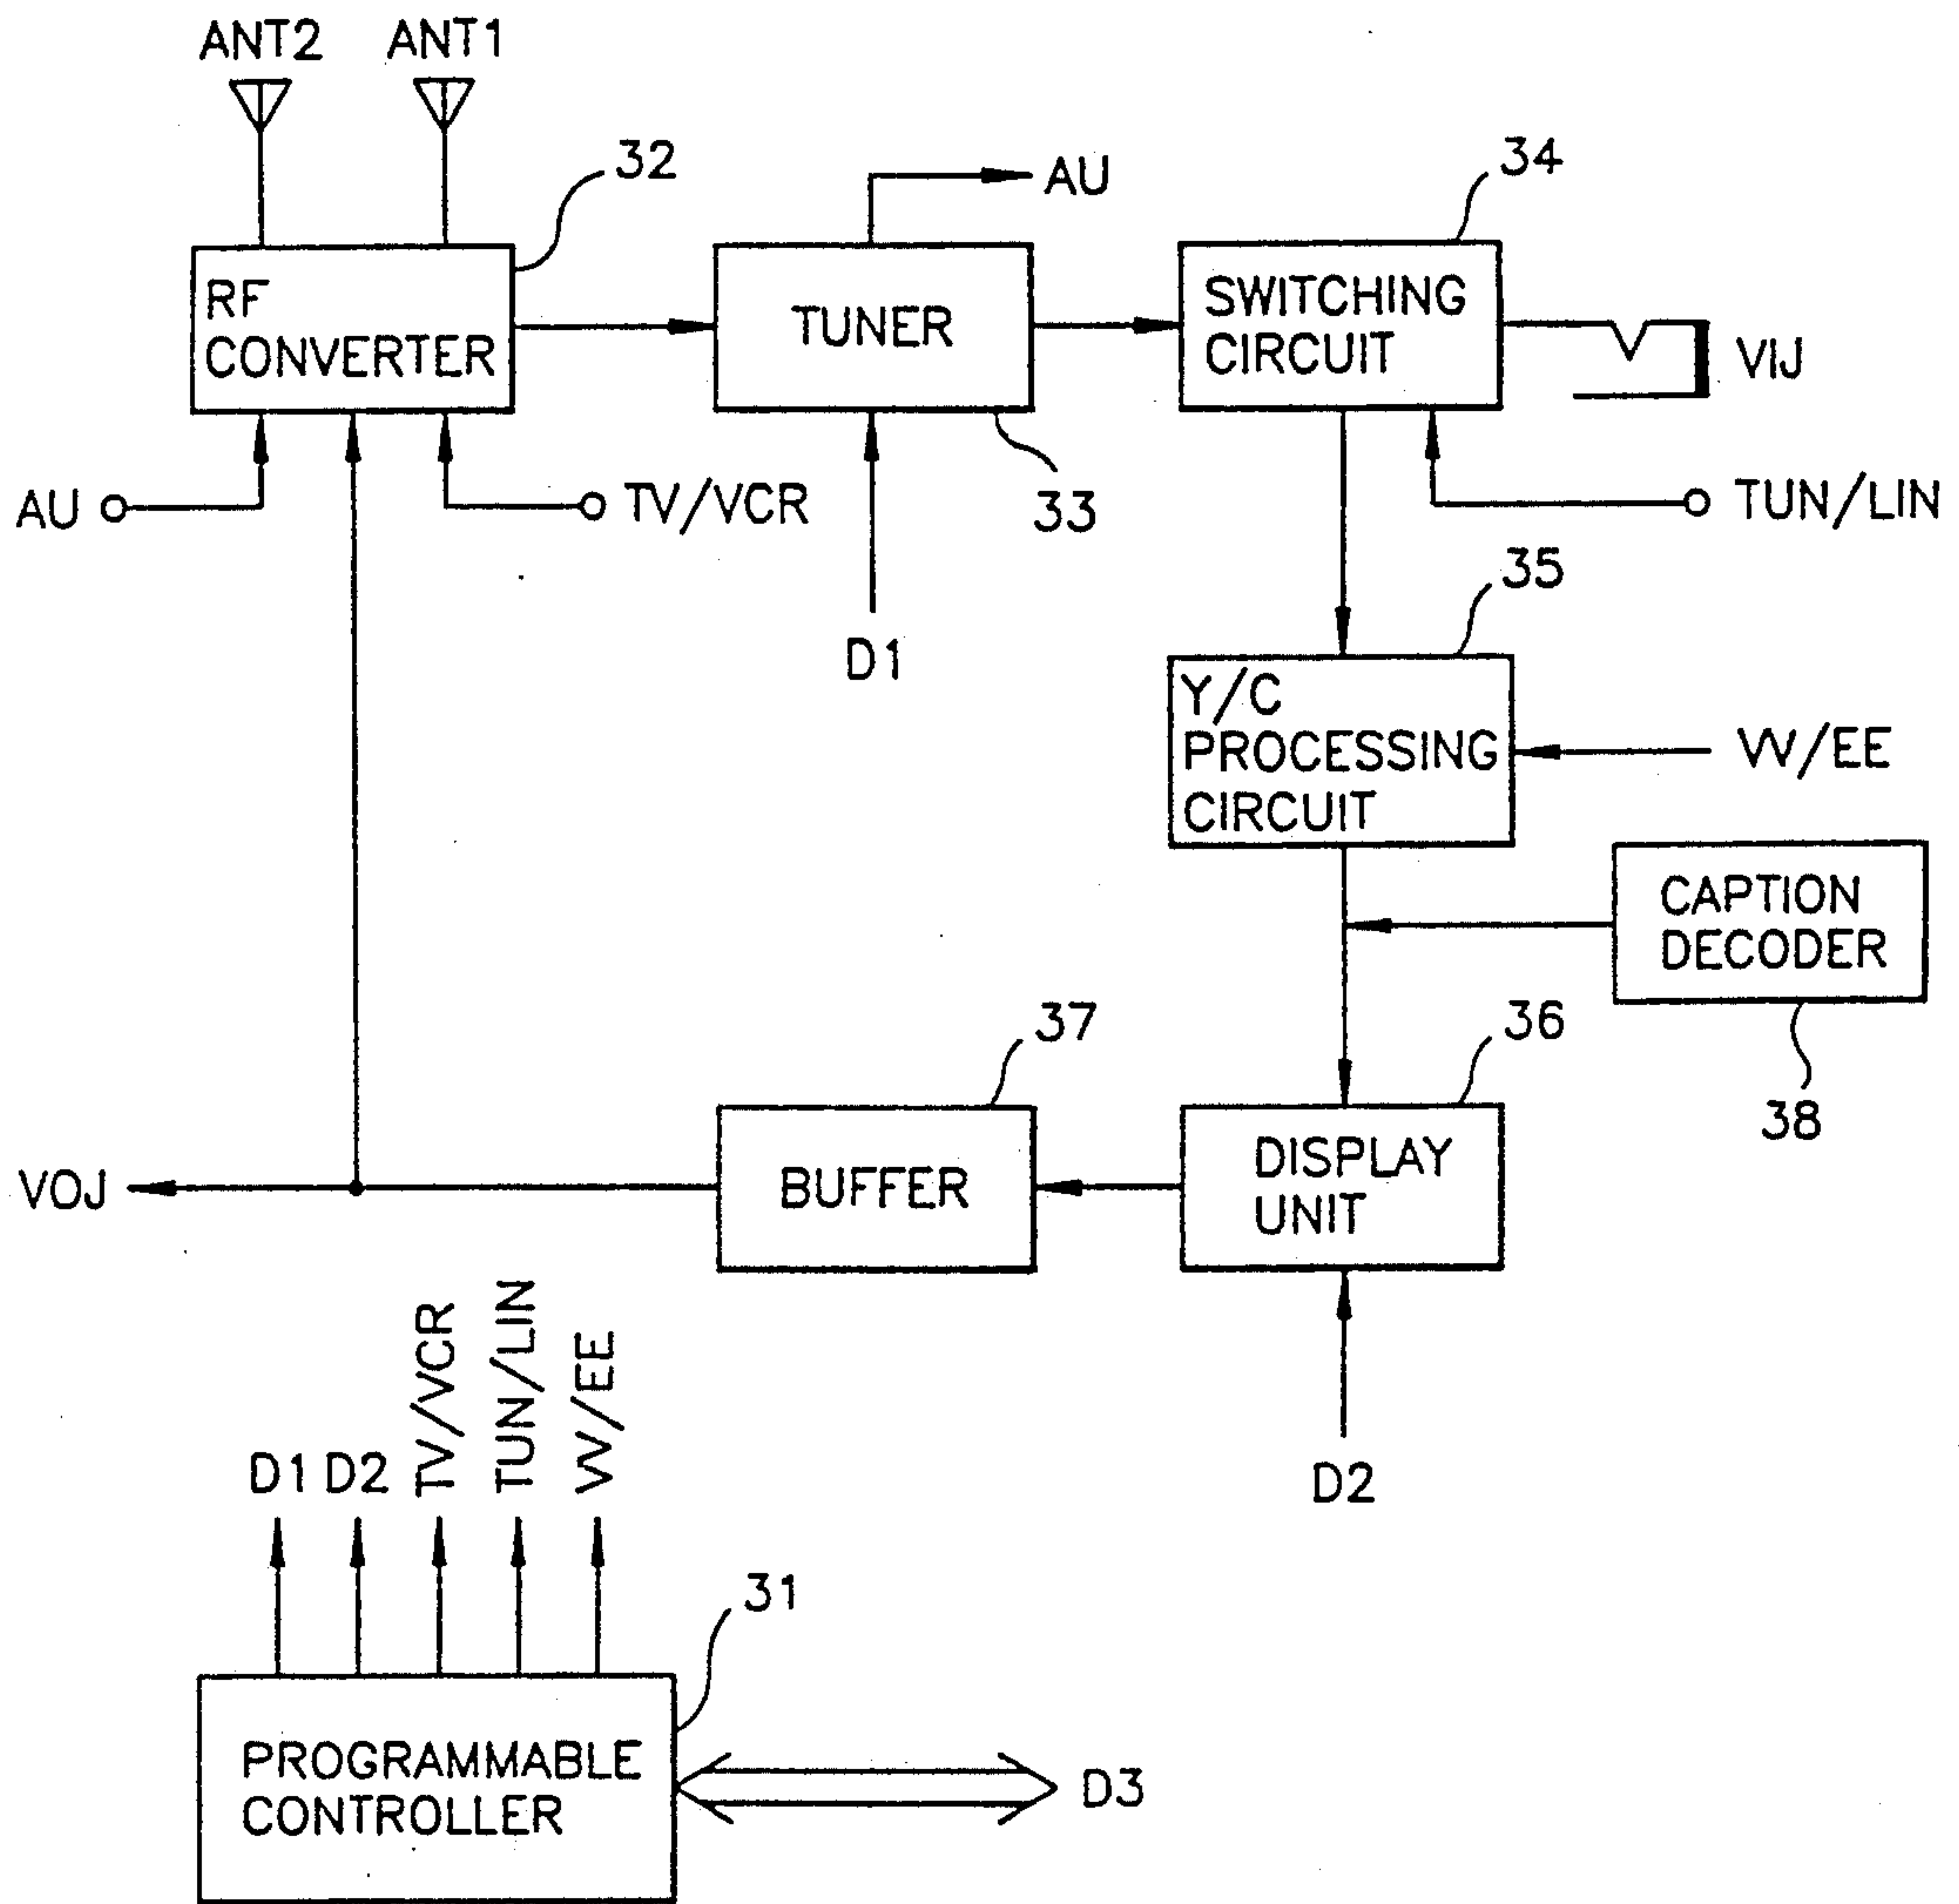 ANT2
ANT1
32
AU
34
RF
CONVERTER
TUNER
SWITCHING
CIRCUIT
VIJ
AU
TV/VCR
33
TUN/LIN
35
D1
Y/C
PROCESSING
CIRCUIT
VV/EE
CAPTION
DECODER
37
36
38
VOJ
BUFFER
DISPLAY
UNIT
D1
D2
TV/VCR
TUN/LIN
VV/EE
D2
31
PROGRAMMABLE
CONTROLLER
D3